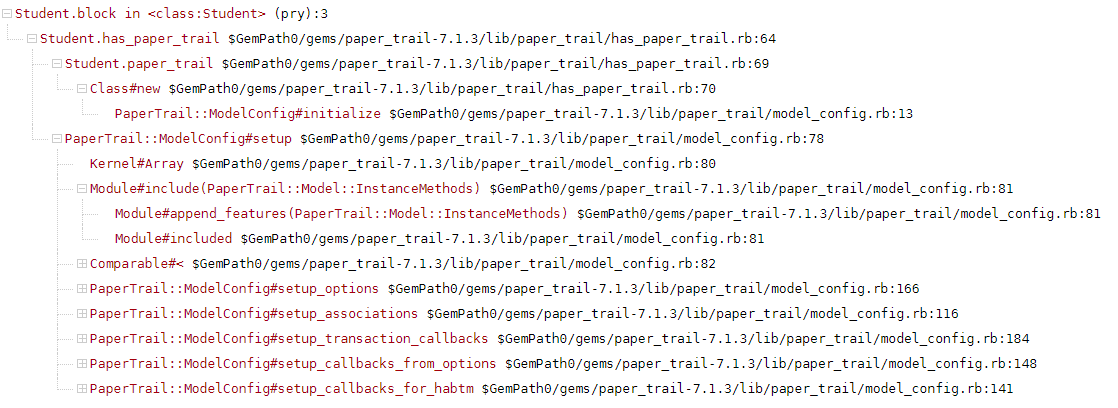 Student.block in <class:Student> (pry):3
Student.has_paper_trail $GemPath0/gems/paper_trail-7.1.3/lib/paper_trail/has_paper_trail.rb:64
Student.paper_trail $GemPath0/gems/paper_trail-7.1.3/lib/paper_trail/has_paper_trail.rb:69
Class#new $GemPath0/gems/paper_trail-7.1.3/lib/paper_trail/has_paper_trail.rb:70
PaperTrail::ModelConfig#initialize $GemPath0/gems/paper_trail-7.1.3/lib/paper_trail/model_config.rb:13
PaperTrail::ModelConfig#setup $GemPath0/gems/paper_trail-7.1.3/lib/paper_trail/model_config.rb:78
Kernel#Array $GemPath0/gems/paper_trail-7.1.3/lib/paper_trail/model_config.rb:80
Module#include(PaperTrail::Model::InstanceMethods) $GemPath0/gems/paper_trail-7.1.3/lib/paper_trail/model_config.rb:81
Module#append_features(PaperTrail::Model::InstanceMethods) $GemPath0/gems/paper_trail-7.1.3/lib/paper_trail/model_config.rb:81
Module#included $GemPath0/gems/paper_trail-7.1.3/lib/paper_trail/model_config.rb:81
Comparable#< $GemPath0/gems/paper_trail-7.1.3/lib/paper_trail/model_config.rb:82
PaperTrail::ModelConfig#setup_options $GemPath0/gems/paper_trail-7.1.3/lib/paper_trail/model_config.rb:166
PaperTrail::ModelConfig#setup_associations $GemPath0/gems/paper_trail-7.1.3/lib/paper_trail/model_config.rb:116
PaperTrail::ModelConfig#setup_transaction_callbacks $GemPath0/gems/paper_trail-7.1.3/lib/paper_trail/model_config.rb:184
PaperTrail::ModelConfig#setup_callbacks_from_options $GemPath0/gems/paper_trail-7.1.3/lib/paper_trail/model_config.rb:148
PaperTrail::ModelConfig#setup_callbacks_for_habtm $GemPath0/gems/paper_trail-7.1.3/lib/paper_trail/model_config.rb:141